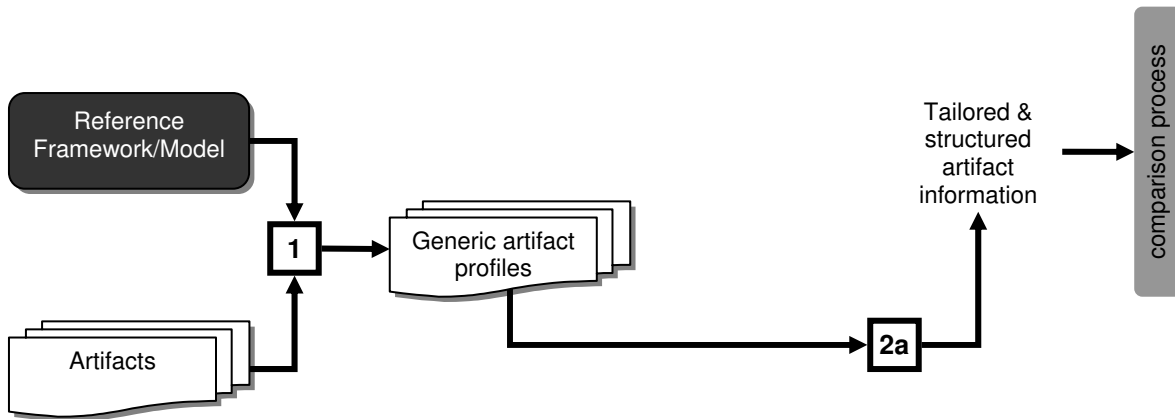 Reference
Framework/Model
1
Artifacts
Generic artifact
profiles
2a
Tailored &
structured
artifact
information
comparison process